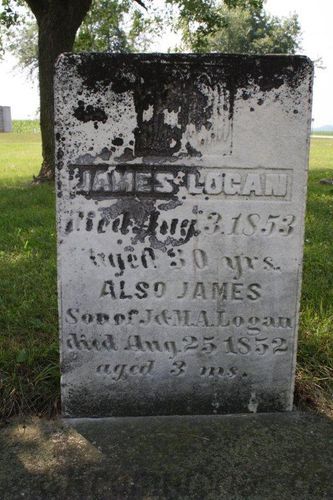 JAMES LOGAN
Died Aug 3. 1853
Aged 30 yrs.
ALSO JAMES
Son of J. & M.A. Logan
died Aug 25 1852
aged 3 ms.